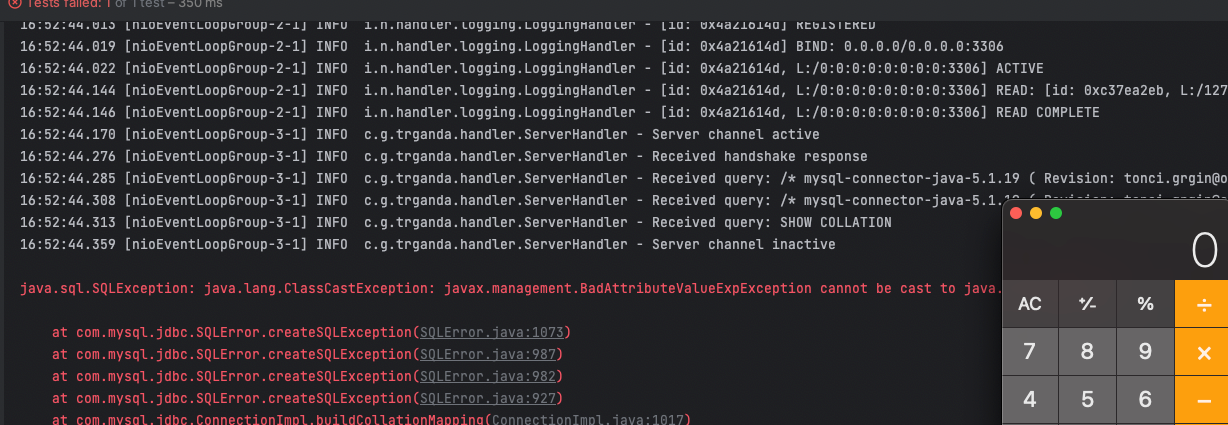 Tests failed: 1 of 1 test – 350 ms
16:52:44.013 [nioEventLoopGroup-2-1] INFO  i.n.handler.logging.LoggingHandler - [id: 0x4a21614d] REGISTERED
16:52:44.019 [nioEventLoopGroup-2-1] INFO  i.n.handler.logging.LoggingHandler - [id: 0x4a21614d] BIND: 0.0.0.0/0.0.0.0:3306
16:52:44.022 [nioEventLoopGroup-2-1] INFO  i.n.handler.logging.LoggingHandler - [id: 0x4a21614d, L:/0:0:0:0:0:0:0:0:3306] ACTIVE
16:52:44.144 [nioEventLoopGroup-2-1] INFO  i.n.handler.logging.LoggingHandler - [id: 0x4a21614d, L:/0:0:0:0:0:0:0:0:3306] READ: [id: 0xc37ea2eb, L:/127
16:52:44.146 [nioEventLoopGroup-2-1] INFO  i.n.handler.logging.LoggingHandler - [id: 0x4a21614d, L:/0:0:0:0:0:0:0:0:3306] READ COMPLETE
16:52:44.170 [nioEventLoopGroup-3-1] INFO  c.g.trganda.handler.ServerHandler - Server channel active
16:52:44.276 [nioEventLoopGroup-3-1] INFO  c.g.trganda.handler.ServerHandler - Received handshake response
16:52:44.285 [nioEventLoopGroup-3-1] INFO  c.g.trganda.handler.ServerHandler - Received query: /* mysql-connector-java-5.1.19 ( Revision: tonci.grgin@o
16:52:44.308 [nioEventLoopGroup-3-1] INFO  c.g.trganda.handler.ServerHandler - Received query: /* mysql-connector-java-5.1.19 ( Revision: tonci.grgin@o
16:52:44.313 [nioEventLoopGroup-3-1] INFO  c.g.trganda.handler.ServerHandler - Received query: SHOW COLLATION
16:52:44.359 [nioEventLoopGroup-3-1] INFO  c.g.trganda.handler.ServerHandler - Server channel inactive
java.sql.SQLException: java.lang.ClassCastException: javax.management.BadAttributeValueExpException cannot be cast to java.
at com.mysql.jdbc.SQLError.createSQLException(SQLError.java:1073)
at com.mysql.jdbc.SQLError.createSQLException(SQLError.java:987)
at com.mysql.jdbc.SQLError.createSQLException(SQLError.java:982)
at com.mysql.jdbc.SQLError.createSQLException(SQLError.java:927)
at com.mysql.jdbc.ConnectionImpl.buildCollationMapping(ConnectionImpl.java:1017)
0
AC +/- % ÷
7 8 9 ×
4 5 6 −